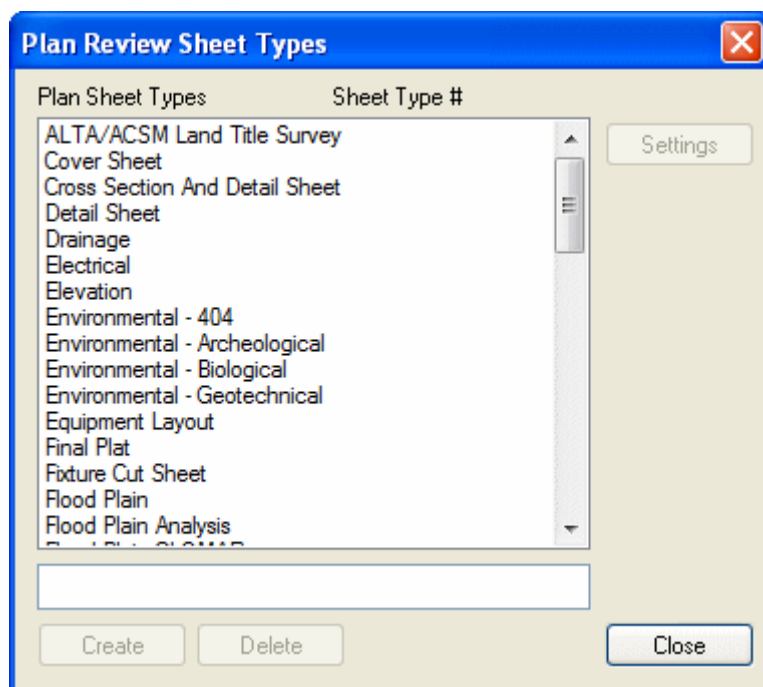 Plan Review Sheet Types
Plan Sheet Types Sheet Type #
ALTA/ACSM Land Title Survey
Cover Sheet
Cross Section And Detail Sheet
Detail Sheet
Drainage
Electrical
Elevation
Environmental - 404
Environmental - Archeological
Environmental - Biological
Environmental - Geotechnical
Equipment Layout
Final Plat
Fixture Cut Sheet
Flood Plain
Flood Plain Analysis
Settings
Create Delete Close